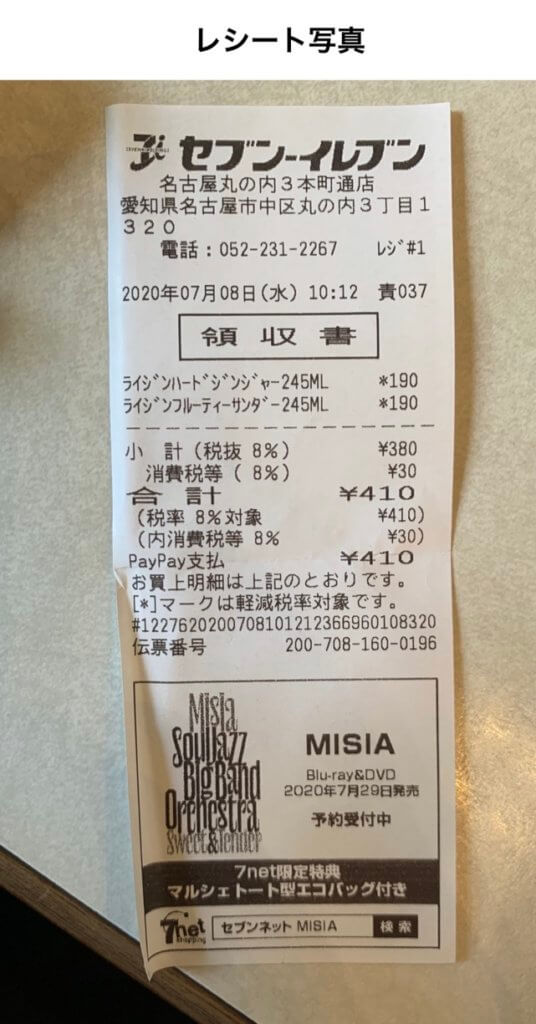 レシート写真
セブン-イレブン
名古屋丸の内3本町通店
愛知県名古屋市中区丸の内3丁目1
320
電話:052-231-2267 レジ#1
2020年07月08日(水) 10:12 責037
領収書
ライジンハードジンジャー245ML *190
ライジンフルーティーサンダー245ML *190
小 計(税抜 8%) ¥380
消費税等( 8%) ¥30
合 計 ¥410
(税率 8%対象 ¥410)
(内消費税等 8% ¥30)
PayPay支払 ¥410
お買上明細は上記のとおりです。
[*]マークは軽減税率対象です。
#12276202007081012123669601083​20
伝票番号 200-708-160-0196
Misia
SoulJazz
BigBand
Orchestra
Sweet&Tender
MISIA
Blu-ray&DVD
2020年7月29日発売
予約受付中
7net限定特典
マルシェトート型エコバッグ付き
7net shopping セブンネット MISIA 検索